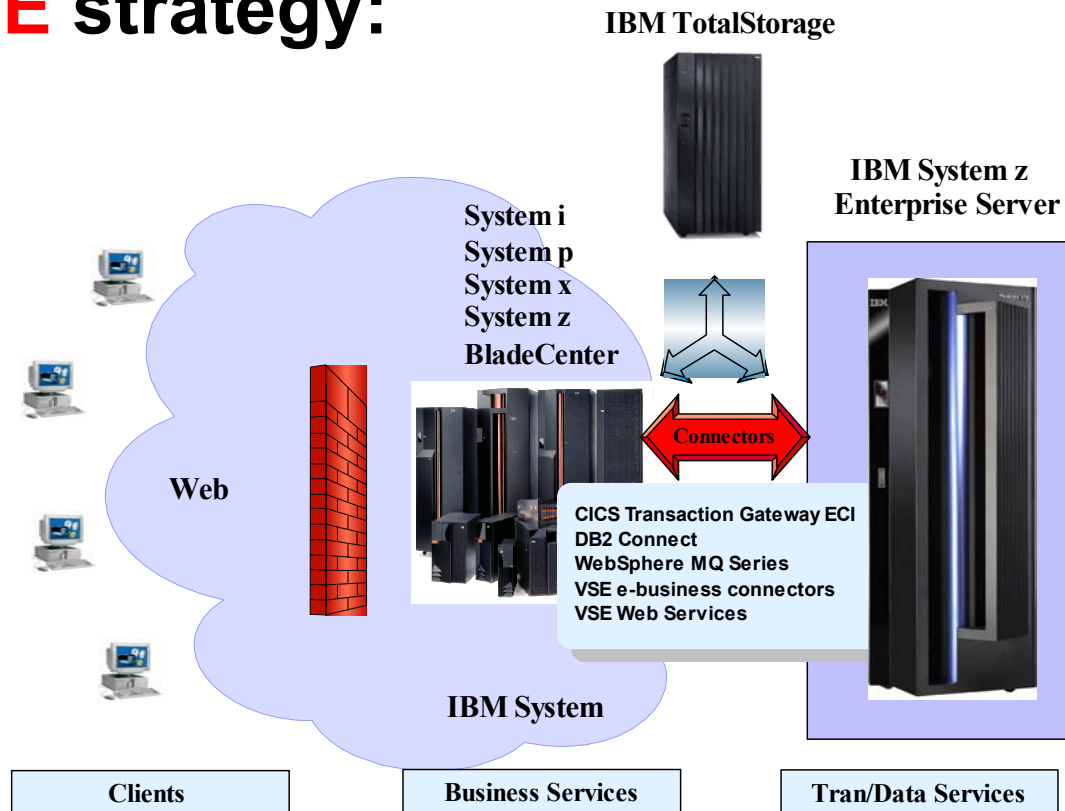 E strategy:
IBM TotalStorage
IBM System z
Enterprise Server
System i
System p
System x
System z
BladeCenter
IBM
Connectors
Web
CICS Transaction Gateway ECI
DB2 Connect
WebSphere MQ Series
VSE e-business connectors
VSE Web Services
IBM System
Clients
Business Services
Tran/Data Services